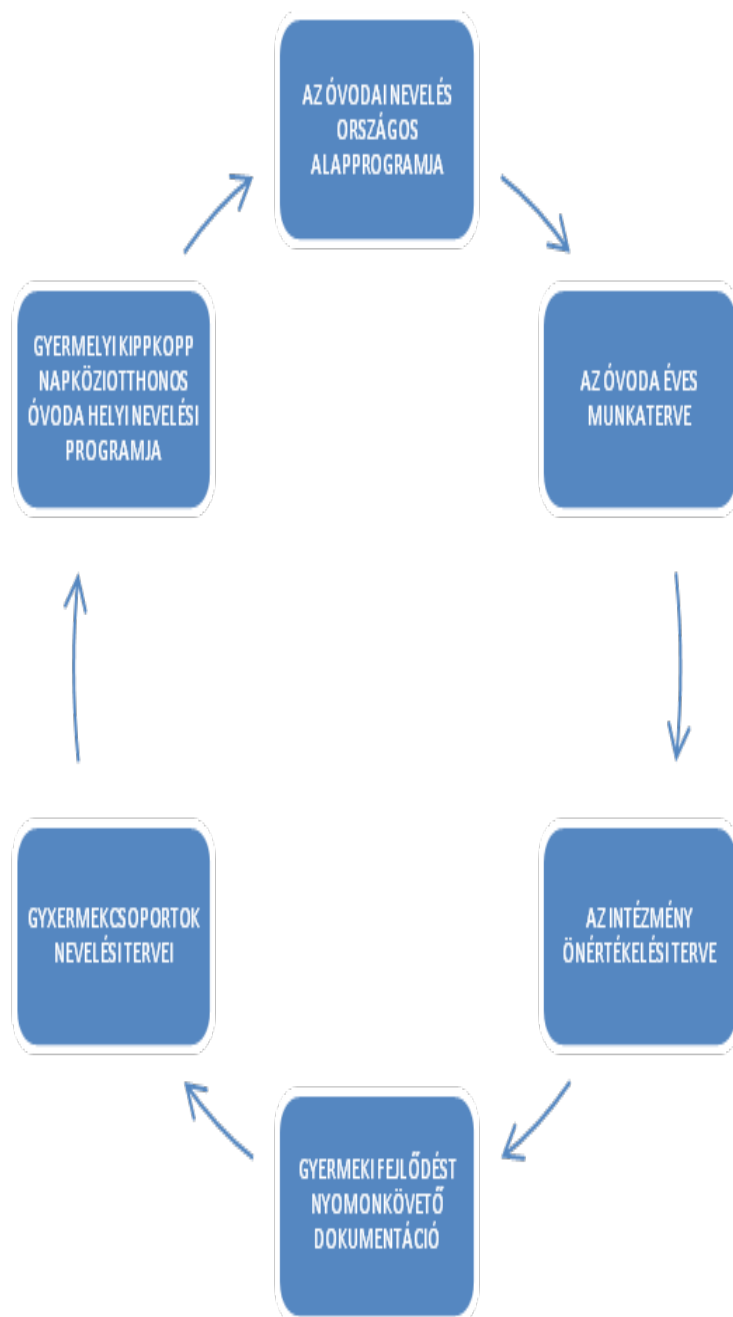 AZ ÓVODAI NEVELÉS
ORSZÁGOS
ALAPPROGRAMJA
AZ ÓVODA ÉVES
MUNKATERVE
AZ INTÉZMÉNY
ÖNÉRTÉKELÉSI TERVE
GYERMEKI FEJLŐDÉST
NYOMONKÖVETŐ
DOKUMENTÁCIÓ
GYXERMEKCSOPORTOK
NEVELÉSI TERVEI
GYERMELYI KIPPKOPP
NAPKÖZIOTTHONOS
ÓVODA HELYI NEVELÉSI
PROGRAMJA